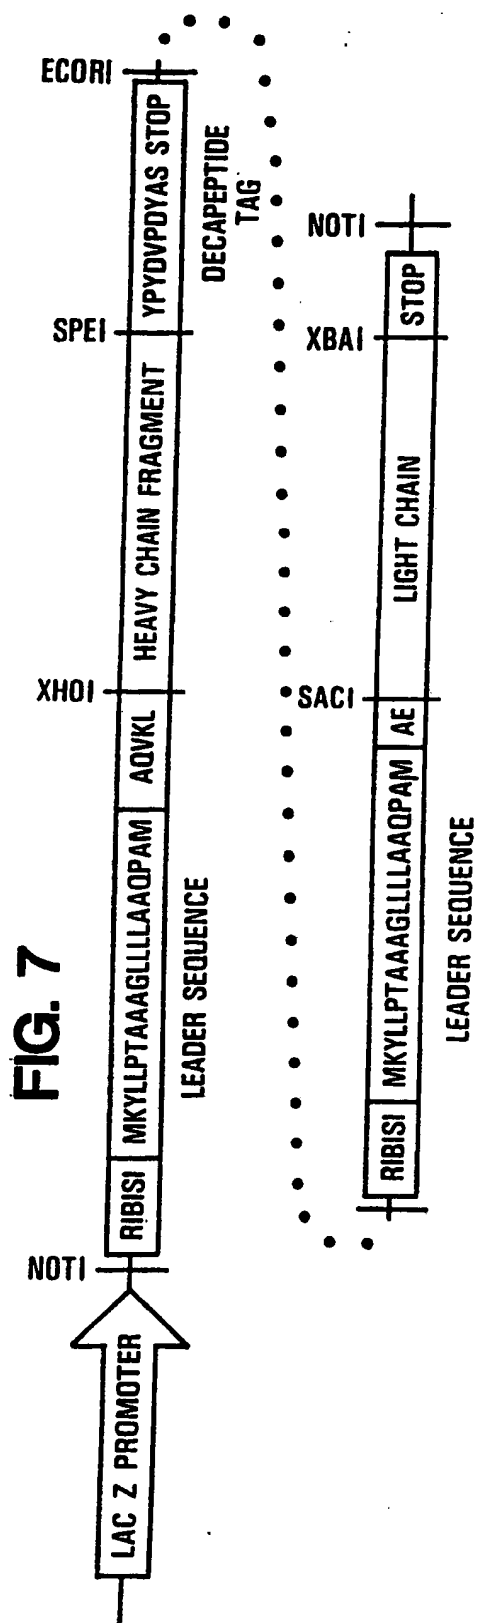 FIG. 7
LAC Z PROMOTER
NOTI
RIBISI
MKYLLPTAAAGLLLLAAQPAM
LEADER SEQUENCE
AQVKL
XHOI
HEAVY CHAIN FRAGMENT
SPEI
YPYDVPDYAS STOP
DECAPEPTIDE
TAG
ECORI
RIBISI
MKYLLPTAAAGLLLLAAQPAM
LEADER SEQUENCE
AE
SACI
LIGHT CHAIN
XBAI
STOP
NOTI